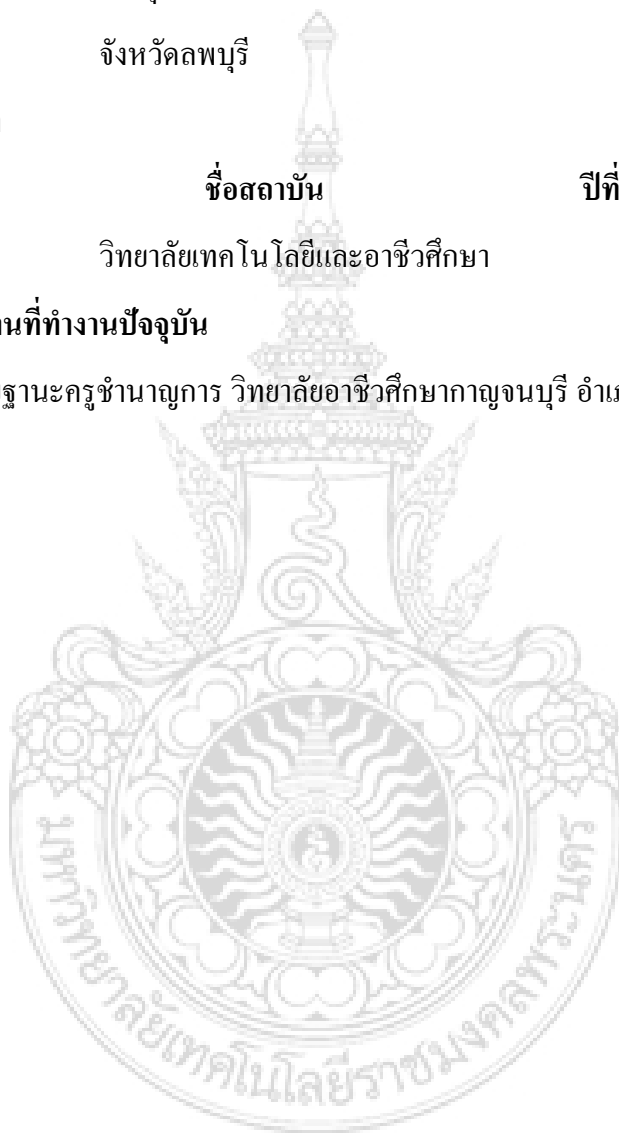 จังหวัดลพบุรี
ชื่อสถาบัน ปีที่
วิทยาลัยเทคโนโลยีและอาชีวศึกษา
านที่ทำงานปัจจุบัน
ยฐานะครูชำนาญการ วิทยาลัยอาชีวศึกษากาญจนบุรี อำเภ
มหาวิทยาลัยเทคโนโลยีราชมงคลพระนคร